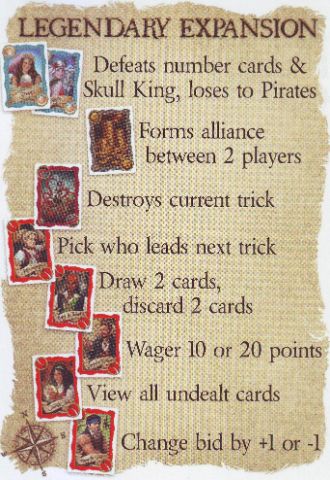 LEGENDARY EXPANSION
Defeats number cards &
Skull King, loses to Pirates
Forms alliance
between 2 players
Destroys current trick
Pick who leads next trick
Draw 2 cards,
discard 2 cards
Wager 10 or 20 points
View all undealt cards
Change bid by +1 or -1